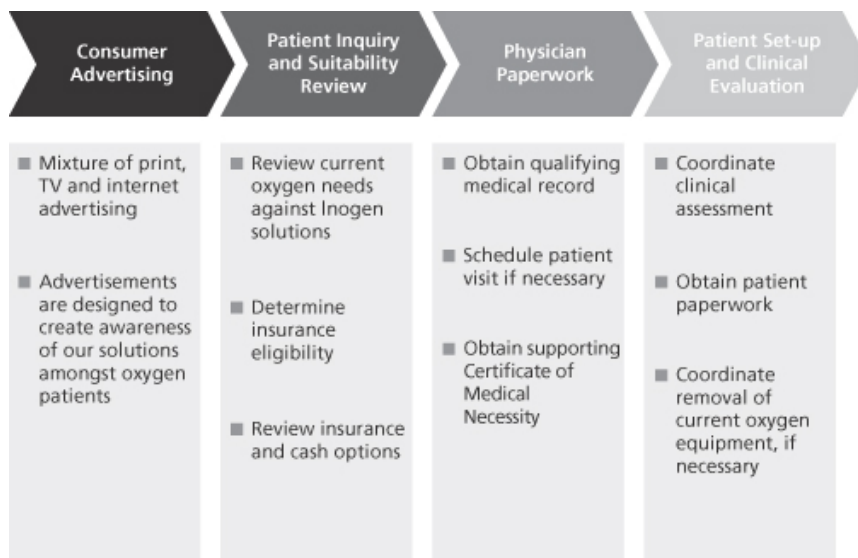 Consumer
Advertising
Patient Inquiry
and Suitability
Review
Physician
Paperwork
Patient Set-up
and Clinical
Evaluation
■ Mixture of print,
TV and internet
advertising
■ Advertisements
are designed to
create awareness
of our solutions
amongst oxygen
patients
■ Review current
oxygen needs
against Inogen
solutions
■ Determine
insurance
eligibility
■ Review insurance
and cash options
■ Obtain qualifying
medical record
■ Schedule patient
visit if necessary
■ Obtain supporting
Certificate of
Medical
Necessity
■ Coordinate
clinical
assessment
■ Obtain patient
paperwork
■ Coordinate
removal of
current oxygen
equipment, if
necessary